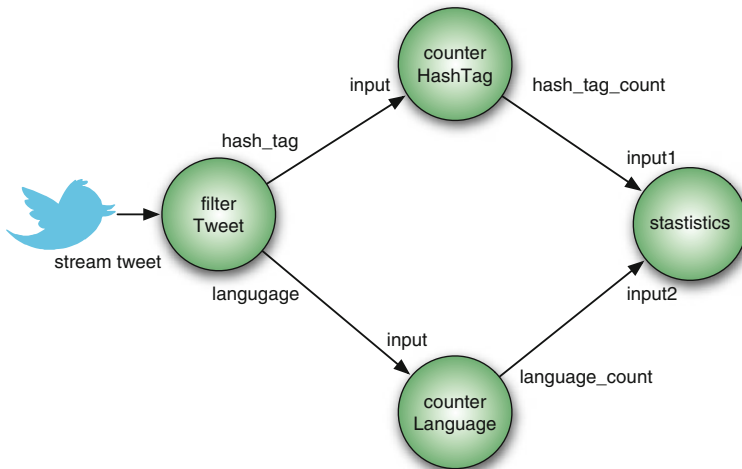 counter
HashTag
input
hash_tag_count
hash_tag
input1
filter
Tweet
stastistics
stream tweet
langugage
input2
input
language_count
counter
Language